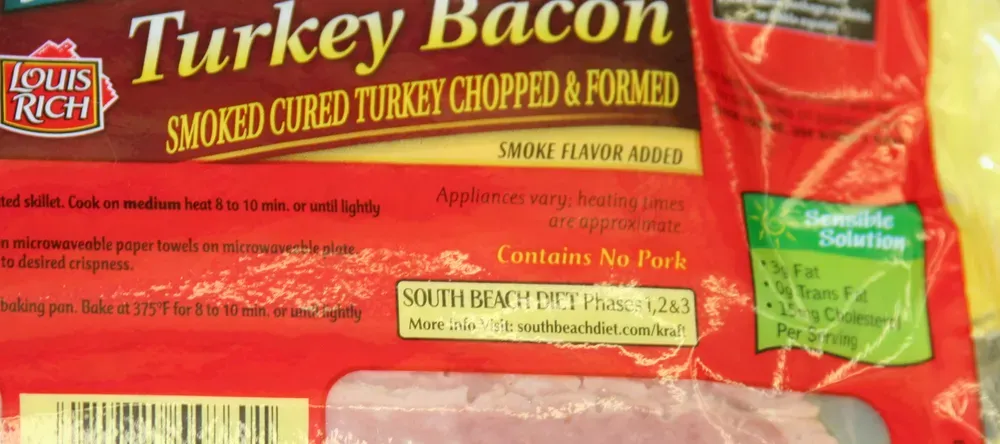 Turkey Bacon
LOUIS
RICH
SMOKED CURED TURKEY CHOPPED & FORMED
SMOKE FLAVOR ADDED
ted skillet. Cook on medium heat 8 to 10 min. or until lightly
n microwaveable paper towels on microwaveable plate
to desired crispness.
baking pan. Bake at 375°F for 8 to 10 min. or until lightly
Appliances vary; heating times
are approximate.
Contains No Pork
SOUTH BEACH DIET Phases 1,2&3
More Info Visit: southbeachdiet.com/kraft
Sensible
Solution
• 3g Fat
• 0g Trans Fat
• 15mg Cholesterol
Per Serving